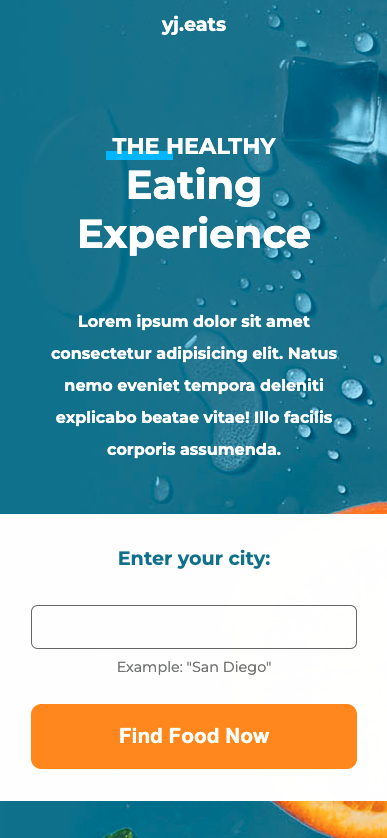 yj.eats
THE HEALTHY
Eating
Experience
Lorem ipsum dolor sit amet
consectetur adipisicing elit. Natus
nemo eveniet tempora deleniti
explicabo beatae vitae! Illo facilis
corporis assumenda.
Enter your city:
Example: "San Diego"
Find Food Now